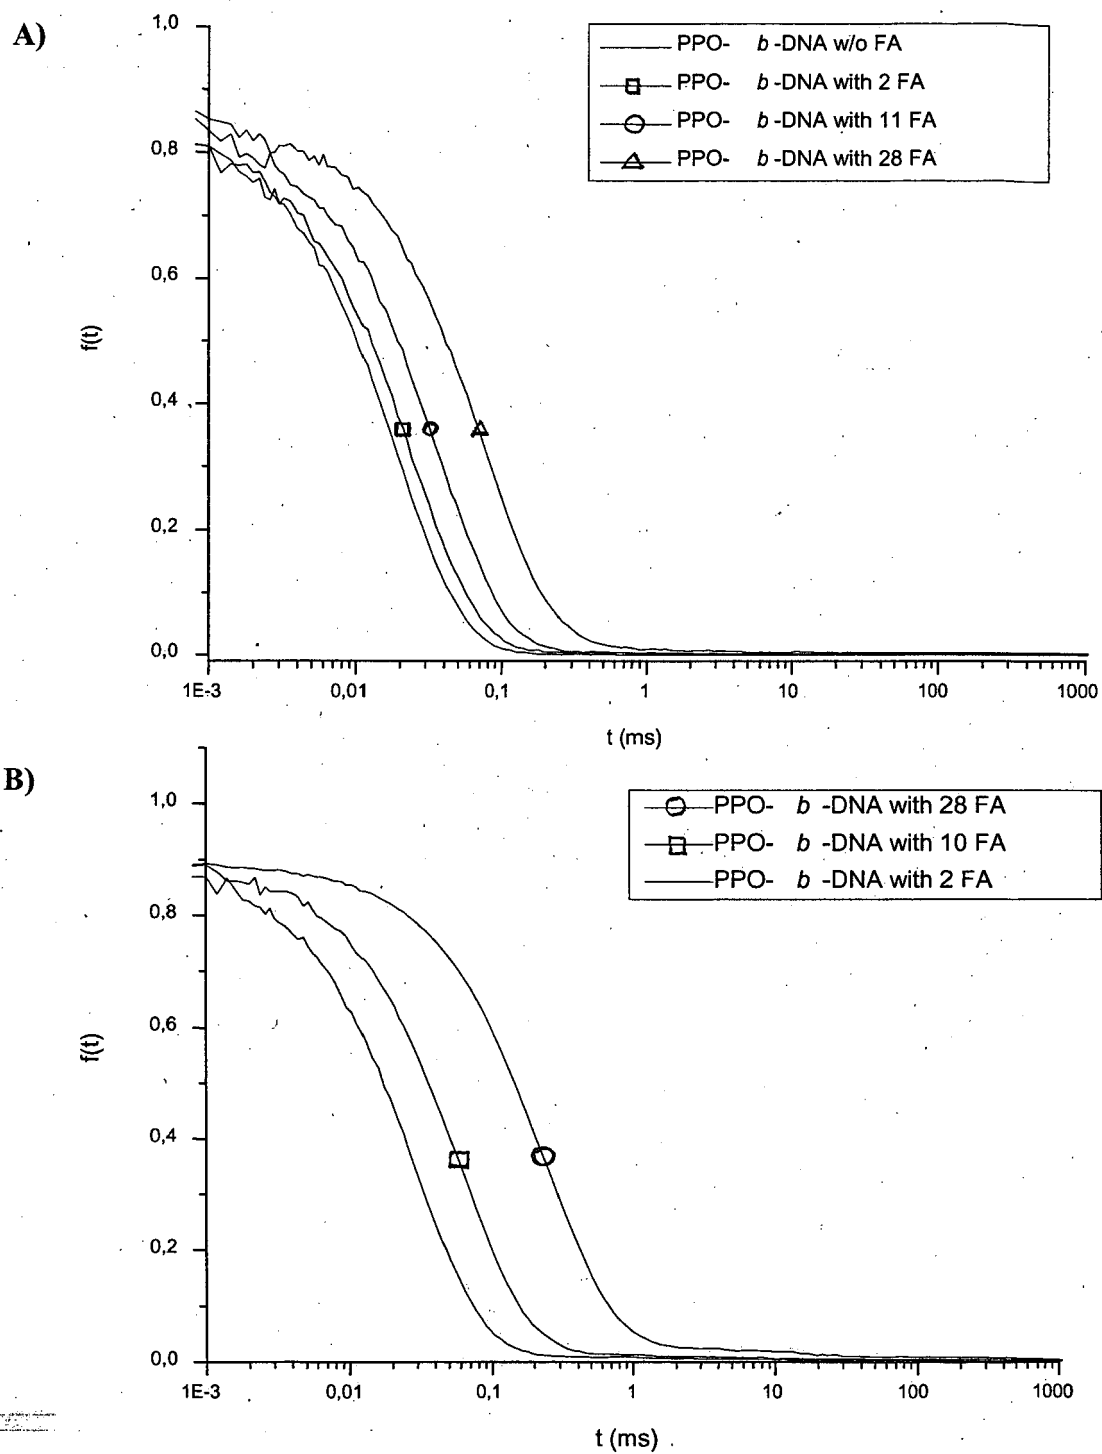 A)
1,0
0,8
0,6
0,4
0,2
0,0
f(t)
PPO- b -DNA w/o FA
PPO- b -DNA with 2 FA
PPO- b -DNA with 11 FA
PPO- b -DNA with 28 FA
1E-3 0,01 0,1 1 10 100 1000
t (ms)
B)
1,0
0,8
0,6
0,4
0,2
0,0
f(t)
PPO- b -DNA with 28 FA
PPO- b -DNA with 10 FA
PPO- b -DNA with 2 FA
1E-3 0,01 0,1 1 10 100 1000
t (ms)